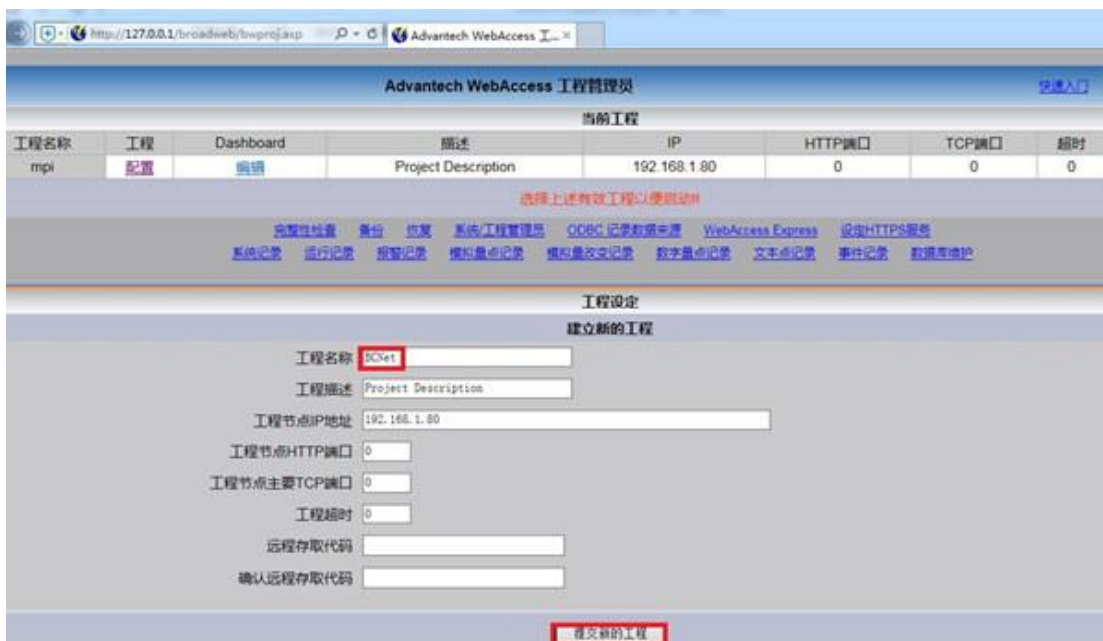 http://127.0.0.1/broadweb/bwproj.asp Advantech WebAccess 工...
Advantech WebAccess 工程管理员 快速入门
当前工程
工程名称 工程 Dashboard 描述 IP HTTP端口 TCP端口 超时
mpi 配置 编辑 Project Description 192.168.1.80 0 0 0
选择上述有效工程以便启动!!
完整性检查 备份 恢复 系统/工程管理员 ODBC 记录数据来源 WebAccess Express 设定HTTPS服务
系统记录 运行记录 报警记录 模拟量点记录 模拟量改变记录 数字量点记录 文本点记录 事件记录 数据库维护
工程设定
建立新的工程
工程名称 BCNet
工程描述 Project Description
工程节点IP地址 192.168.1.80
工程节点HTTP端口 0
工程节点主要TCP端口 0
工程超时 0
远程存取代码
确认远程存取代码
提交新的工程